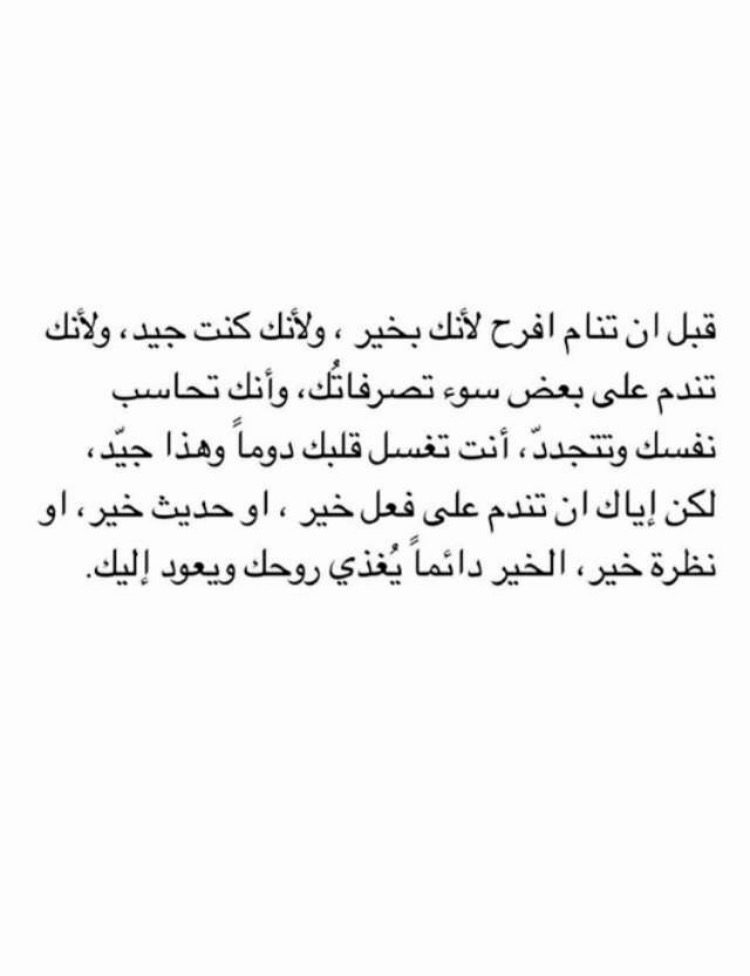 قبل ان تنام افرح لأنك بخير ، ولأنك كنت جيد، ولأنك
تندم على بعض سوء تصرفاتُك، وأنك تحاسب
نفسك وتتجددّ، أنت تغسل قلبك دوماً وهذا جيّد،
لكن إياك ان تندم على فعل خير ، او حديث خير، او
نظرة خير، الخير دائماً يُغذي روحك ويعود إليك.